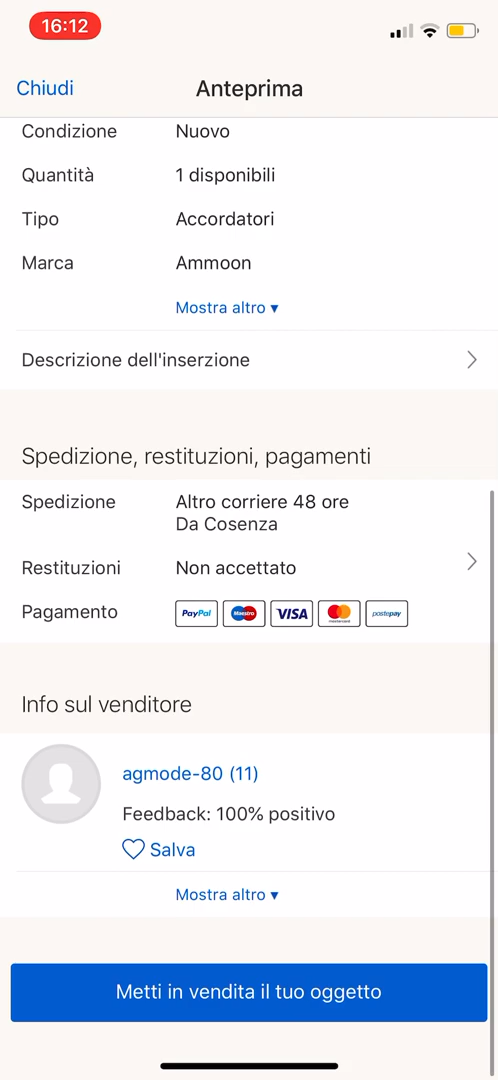 16:12
Chiudi
Anteprima
Condizione Nuovo
Quantità 1 disponibili
Tipo Accordatori
Marca Ammoon
Mostra altro ▾
Descrizione dell'inserzione
Spedizione, restituzioni, pagamenti
Spedizione Altro corriere 48 ore
Da Cosenza
Restituzioni Non accettato
Pagamento PayPal Maestro VISA mastercard postepay
Info sul venditore
agmode-80 (11)
Feedback: 100% positivo
Salva
Mostra altro ▾
Metti in vendita il tuo oggetto